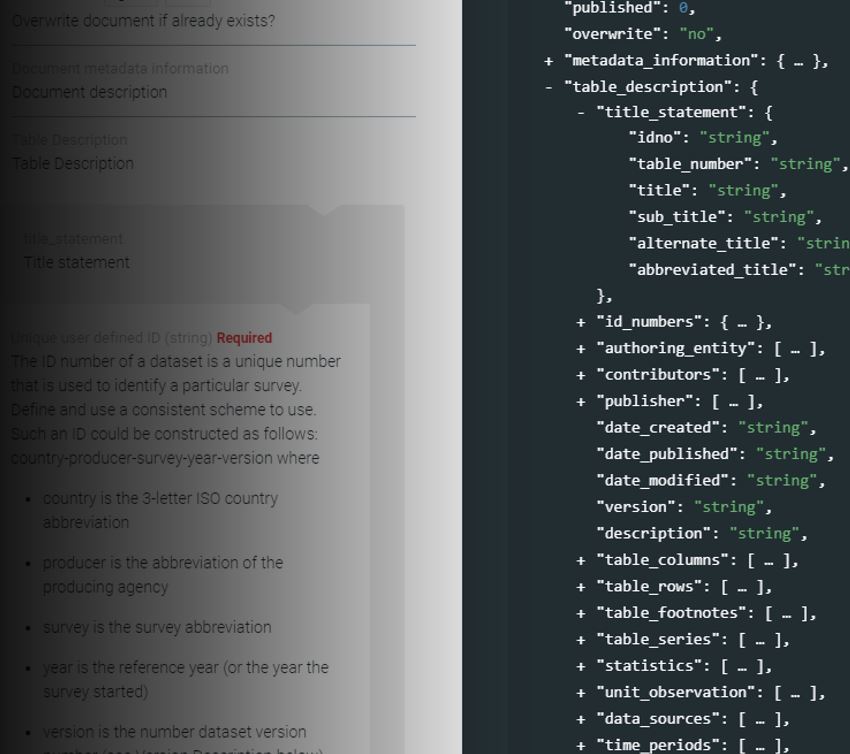 Overwrite document if already exists?
Document metadata information
Document description
Table Description
Table Description
title_statement
Title statement
Unique user defined ID (string) Required
The ID number of a dataset is a unique number
that is used to identify a particular survey.
Define and use a consistent scheme to use.
Such an ID could be constructed as follows:
country-producer-survey-year-version where
• country is the 3-letter ISO country
abbreviation
• producer is the abbreviation of the
producing agency
• survey is the survey abbreviation
• year is the reference year (or the year the
survey started)
• version is the number dataset version
number (see Version Description below)
"published": 0,
"overwrite": "no",
+ "metadata_information": { … },
- "table_description": {
- "title_statement": {
"idno": "string",
"table_number": "string",
"title": "string",
"sub_title": "string",
"alternate_title": "strin
"abbreviated_title": "str
},
+ "id_numbers": { … },
+ "authoring_entity": [ … ],
+ "contributors": [ … ],
+ "publisher": [ … ],
"date_created": "string",
"date_published": "string",
"date_modified": "string",
"version": "string",
"description": "string",
+ "table_columns": [ … ],
+ "table_rows": [ … ],
+ "table_footnotes": [ … ],
+ "table_series": [ … ],
+ "statistics": [ … ],
+ "unit_observation": [ … ],
+ "data_sources": [ … ],
+ "time_periods": [ … ],